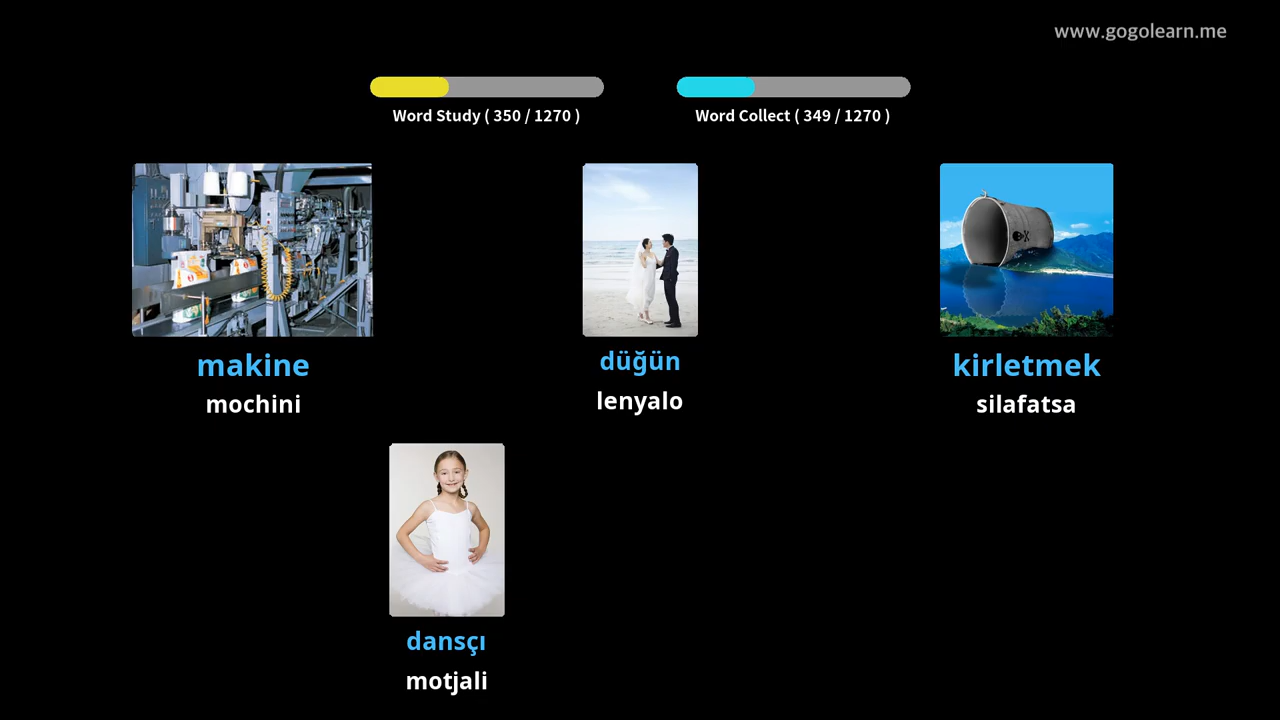 www.gogolearn.me
Word Study ( 350 / 1270 )
Word Collect ( 349 / 1270 )
makine
mochini
düğün
lenyalo
kirletmek
silafatsa
dansçı
motjali